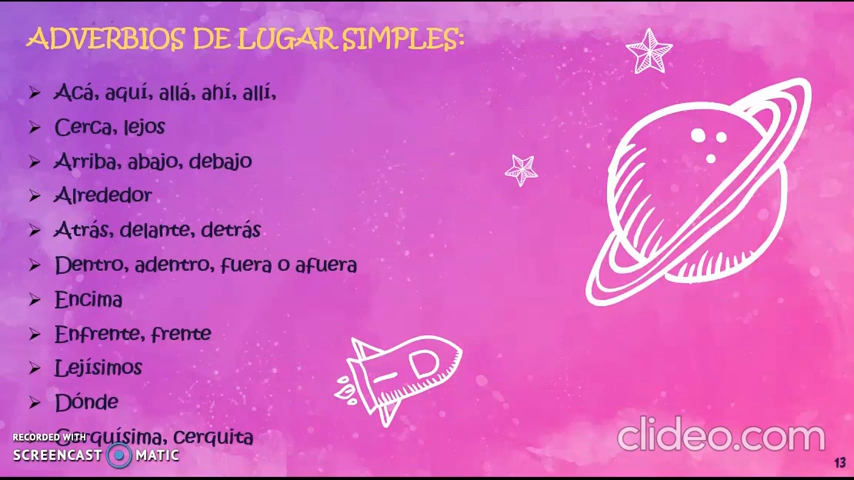 ADVERBIOS DE LUGAR SIMPLES:
Acá, aquí, allá, ahí, allí,
Cerca, lejos
Arriba, abajo, debajo
Alrededor
Atrás, delante, detrás
Dentro, adentro, fuera o afuera
Encima
Enfrente, frente
Lejísimos
Dónde
Cerquísima, cerquita
RECORDED WITH
SCREENCAST MATIC
clideo.com
13